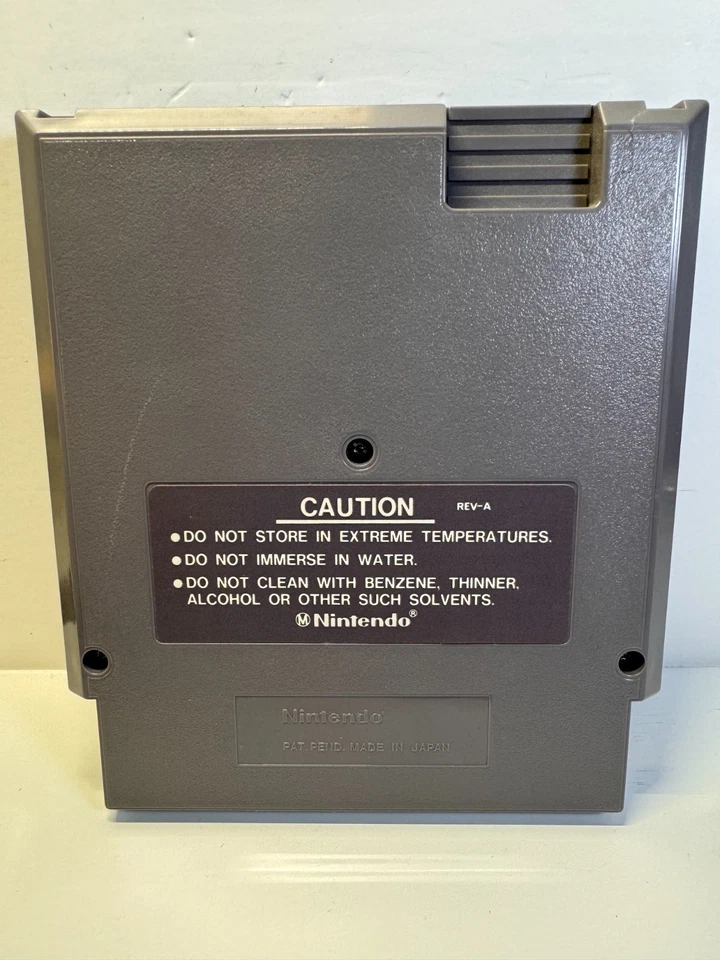 CAUTION REV-A
●DO NOT STORE IN EXTREME TEMPERATURES.
●DO NOT IMMERSE IN WATER.
●DO NOT CLEAN WITH BENZENE, THINNER,
ALCOHOL OR OTHER SUCH SOLVENTS.
Ⓜ Nintendo®
Nintendo
PAT. PEND. MADE IN JAPAN